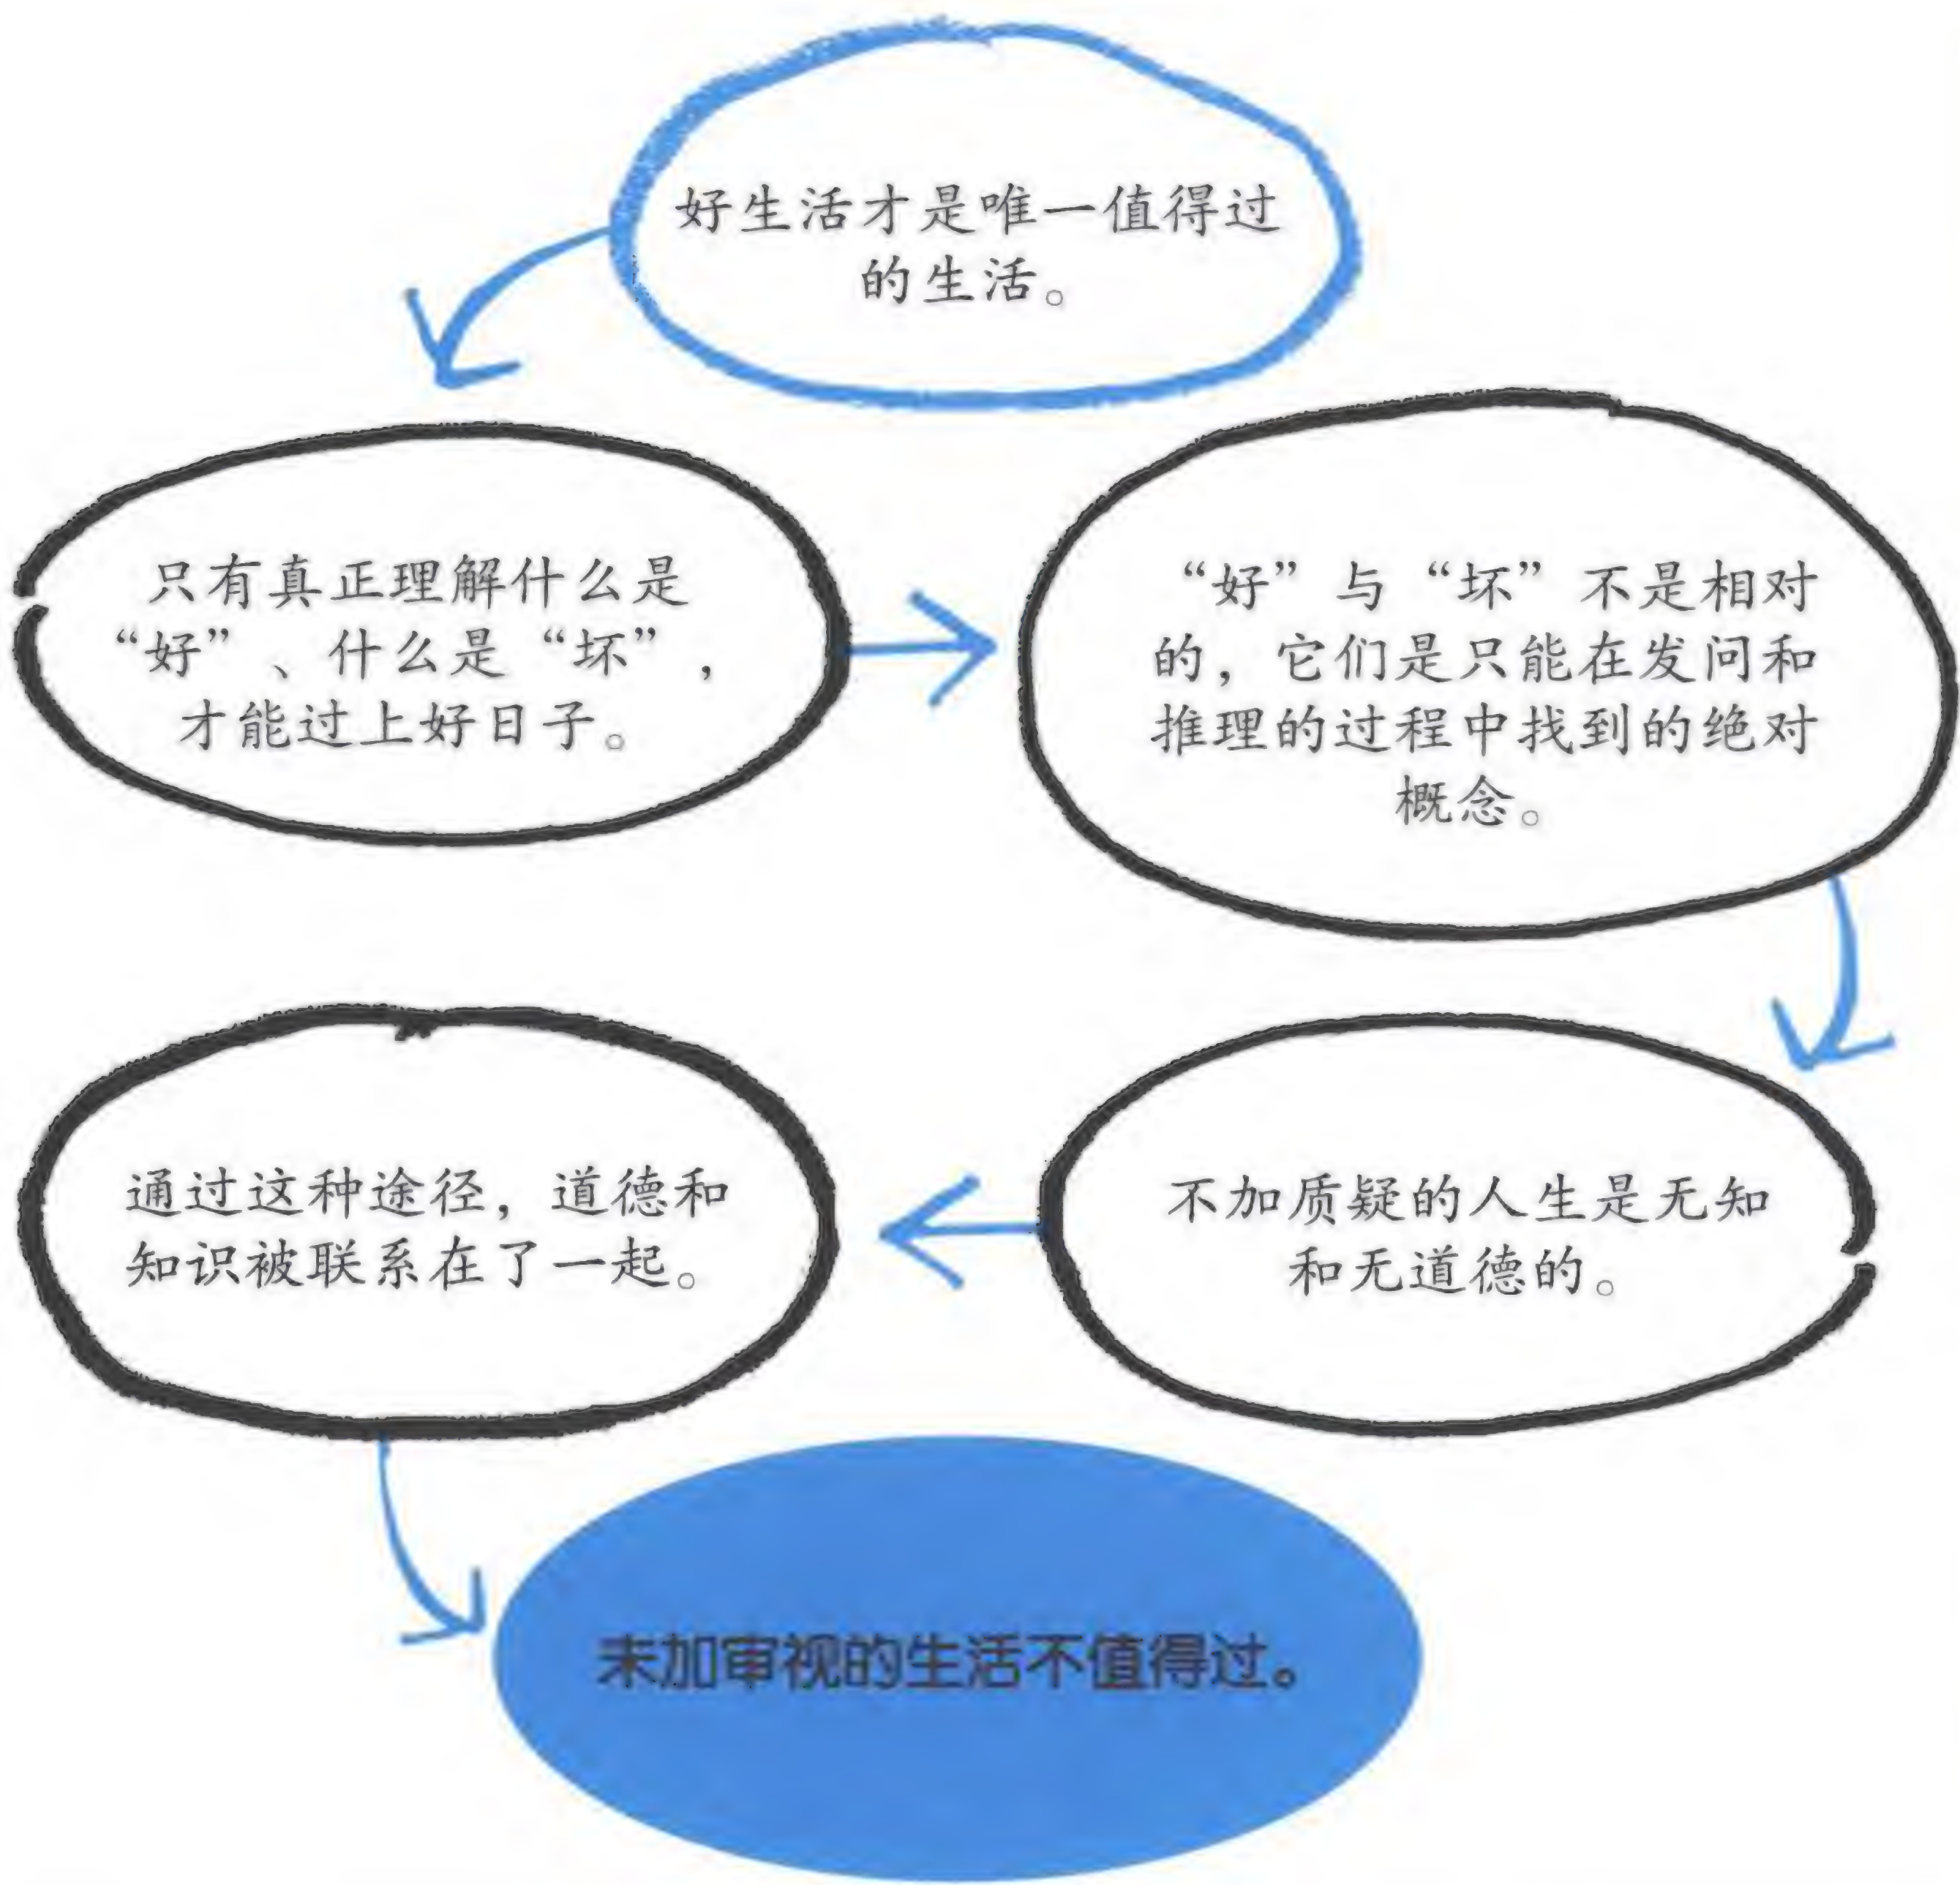 好生活才是唯一值得过
的生活。
只有真正理解什么是
“好”、什么是“坏”，
才能过上好日子。
“好”与“坏”不是相对
的，它们是只能在发问和
推理的过程中找到的绝对
概念。
不加质疑的人生是无知
和无道德的。
通过这种途径，道德和
知识被联系在了一起。
未加审视的生活不值得过。